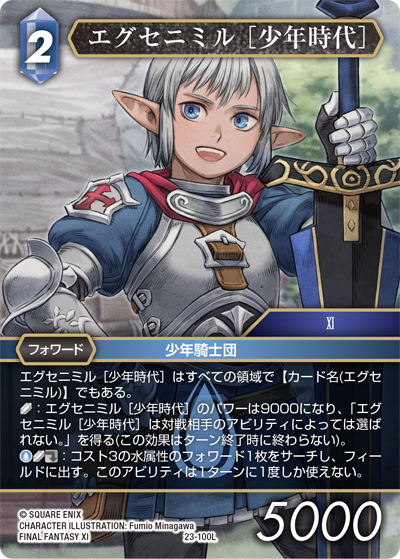 2
エグセニミル［少年時代］
XI
フォワード
少年騎士団
エグセニミル［少年時代］はすべての領域で【カード名(エグセ
ニミル)】でもある。
：エグセニミル［少年時代］のパワーは9000になり、「エグ
セニミル［少年時代］は対戦相手のアビリティによっては選ば
れない。」を得る(この効果はターン終了時に終わらない)。
：コスト3の水属性のフォワード1枚をサーチし、フィー
ルドに出す。このアビリティは1ターンに1度しか使えない。
© SQUARE ENIX
CHARACTER ILLUSTRATION: Fumio Minagawa
FINAL FANTASY XI
23-100L
5000